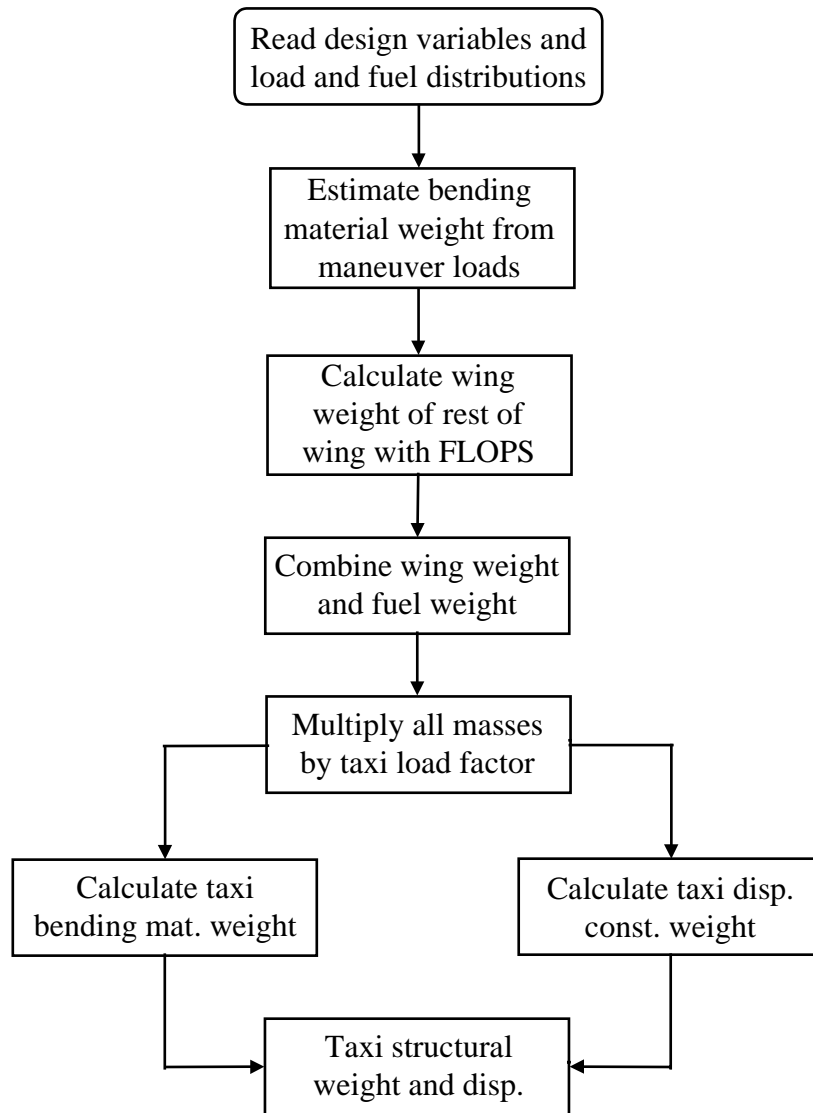 Read design variables and
load and fuel distributions
Estimate bending
material weight from
maneuver loads
Calculate wing
weight of rest of
wing with FLOPS
Combine wing weight
and fuel weight
Multiply all masses
by taxi load factor
Calculate taxi
bending mat. weight
Calculate taxi disp.
const. weight
Taxi structural
weight and disp.